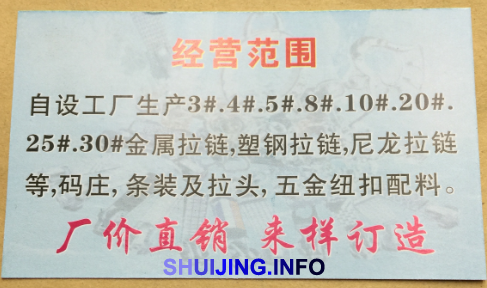 经营范围
自设工厂生产3#.4#.5#.8#.10#.20#.
25#.30#金属拉链,塑钢拉链,尼龙拉链
等,码庄,条装及拉头,五金纽扣配料。
厂价直销 来样订造
SHUIJING.INFO